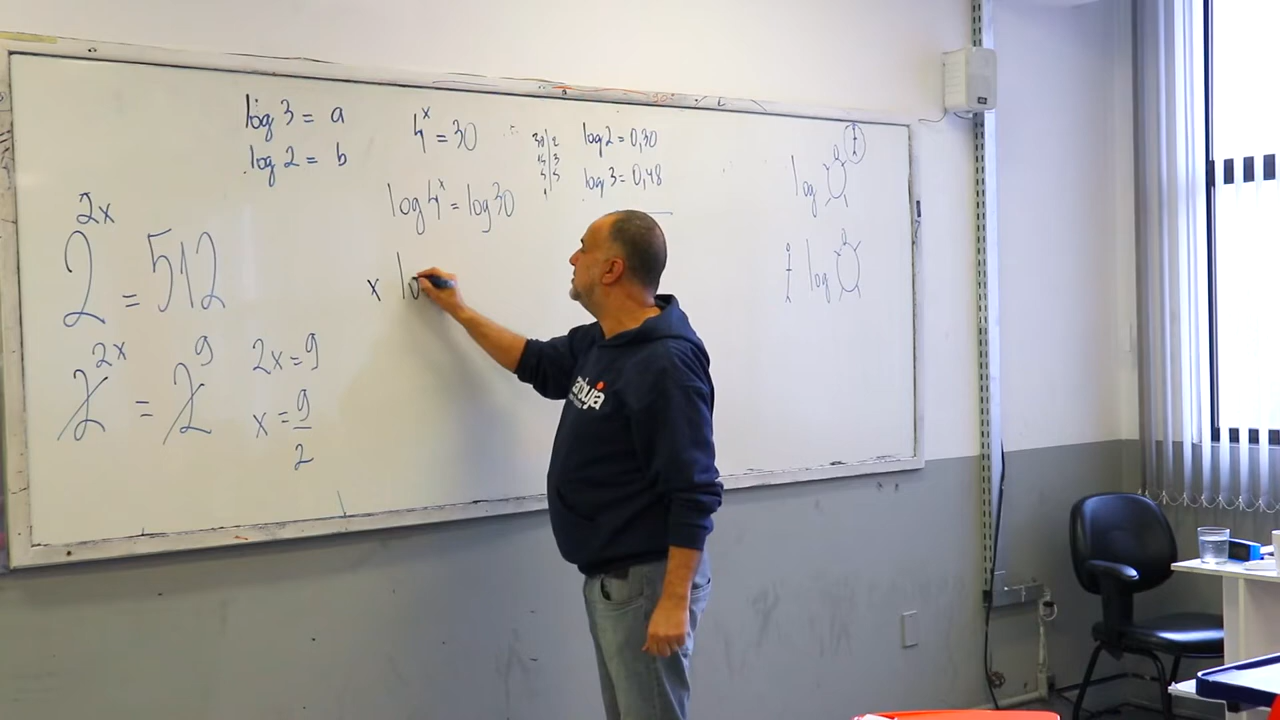 log 3 = a
log 2 = b
2^2x = 512
2^2x = 2^9
2x = 9
x = 9/2
4^x = 30
log 4^x = log 30
x lo
30 | 2
15 | 3
5 | 5
1
log 2 = 0,30
log 3 = 0,48
log
log